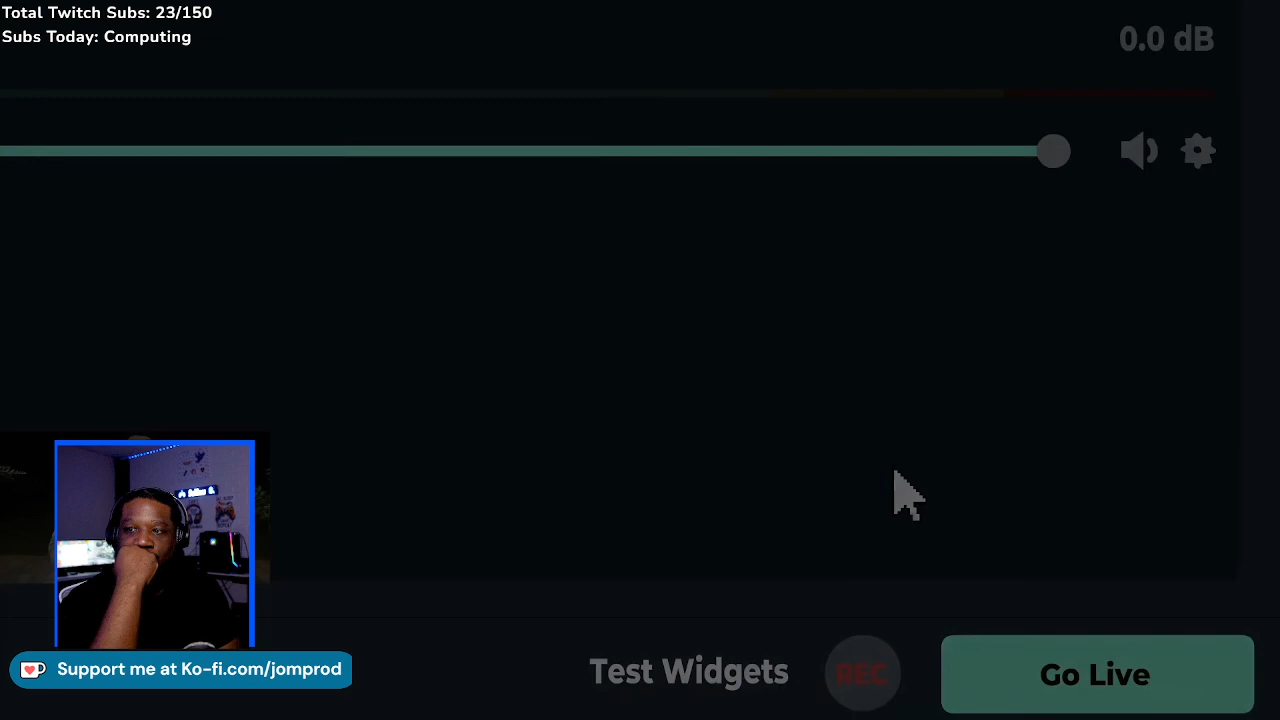 Total Twitch Subs: 23/150
Subs Today: Computing
0.0 dB
Support me at Ko-fi.com/jomprod
Test Widgets
REC
Go Live